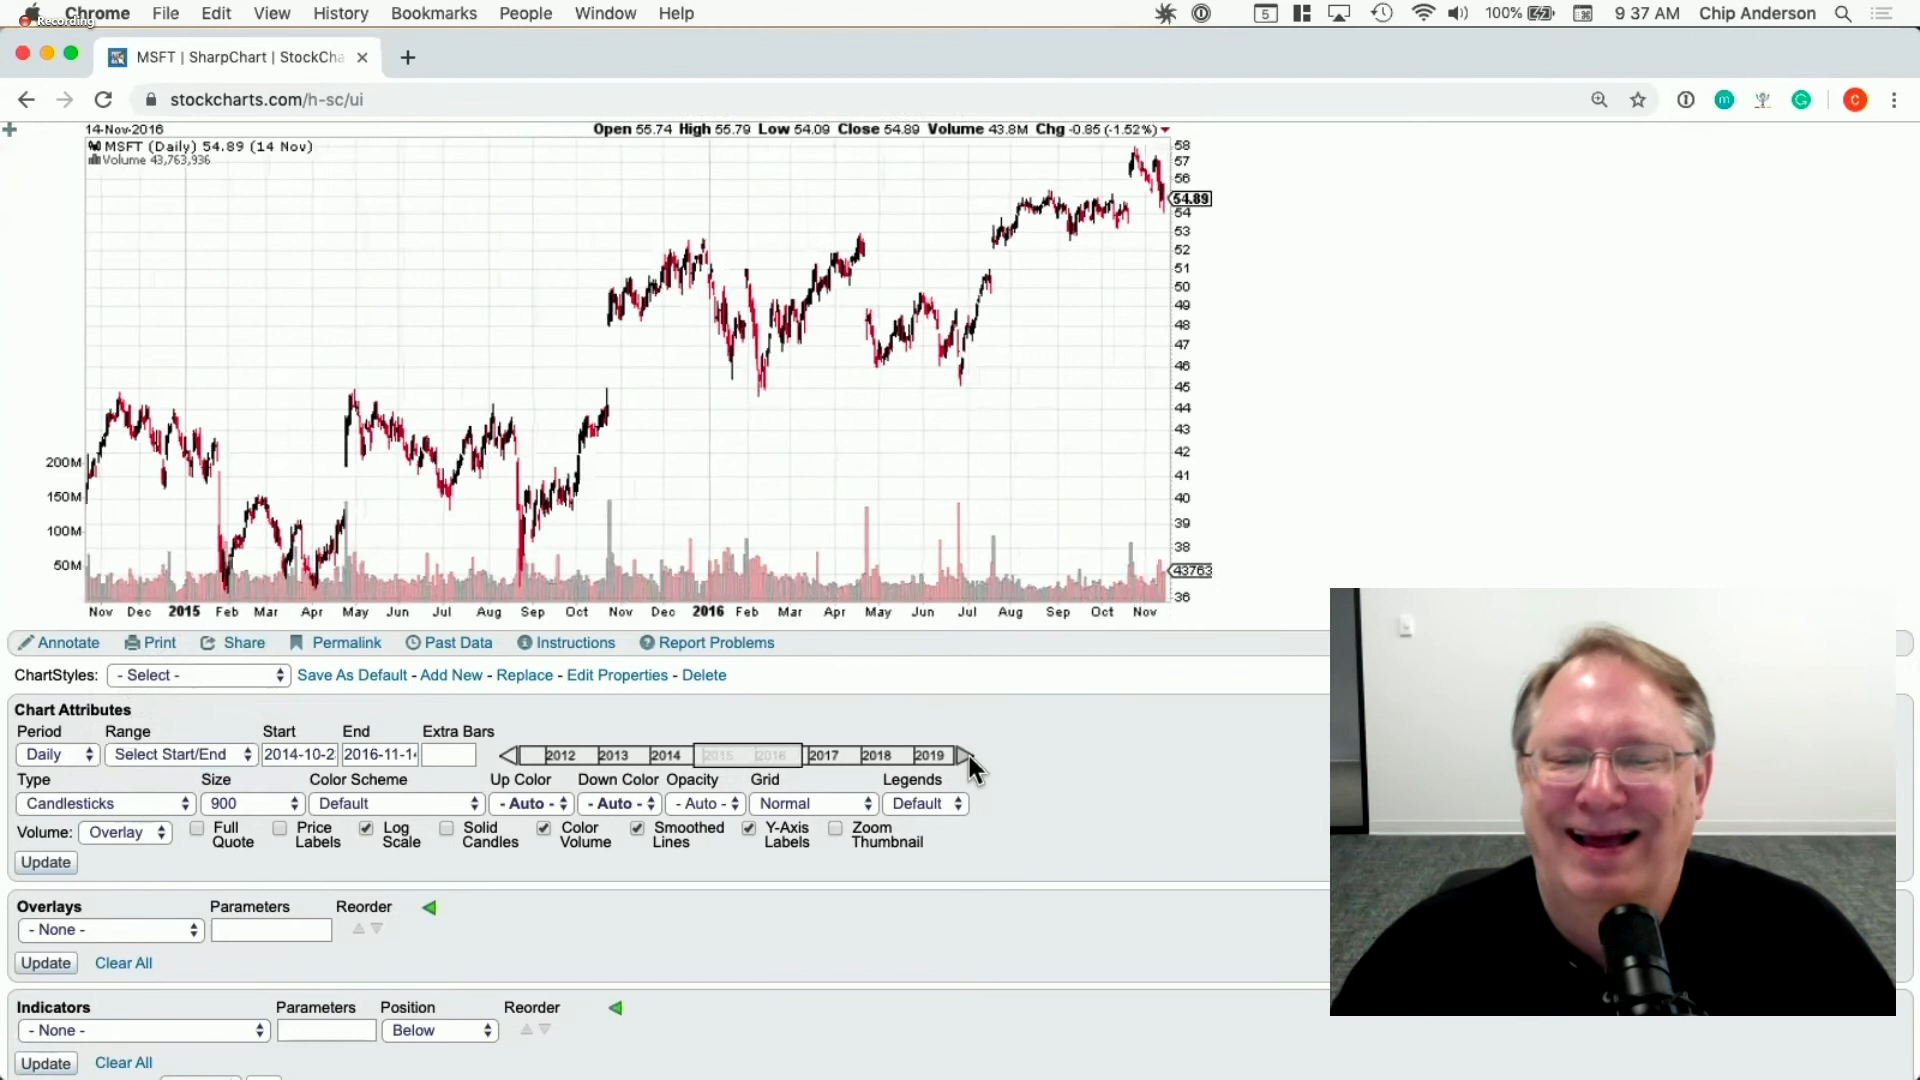 Chrome File Edit View History Bookmarks People Window Help 5 100% 9 37 AM Chip Anderson
Recording
MSFT | SharpChart | StockCha
stockcharts.com/h-sc/ui
14-Nov-2016 Open 55.74 High 55.79 Low 54.09 Close 54.89 Volume 43.8M Chg -0.85 (-1.52%)
MSFT (Daily) 54.89 (14 Nov)
Volume 43,763,936
58
57
56
54.89
54
53
52
51
50
49
48
47
46
45
44
43
200M 42
41
150M 40
100M 39
38
50M 43763
36
Nov Dec 2015 Feb Mar Apr May Jun Jul Aug Sep Oct Nov Dec 2016 Feb Mar Apr May Jun Jul Aug Sep Oct Nov
Annotate Print Share Permalink Past Data Instructions Report Problems
ChartStyles: - Select - Save As Default - Add New - Replace - Edit Properties - Delete
Chart Attributes
Period Range Start End Extra Bars
Daily Select Start/End 2014-10-2 2016-11-1 2012 2013 2014 2015 2016 2017 2018 2019
Type Size Color Scheme Up Color Down Color Opacity Grid Legends
Candlesticks 900 Default - Auto - - Auto - - Auto - Normal Default
Volume: Overlay Full Quote Price Labels Log Scale Solid Candles Color Volume Smoothed Lines Y-Axis Labels Zoom Thumbnail
Update
Overlays Parameters Reorder
- None -
Update Clear All
Indicators Parameters Position Reorder
- None - Below
Update Clear All